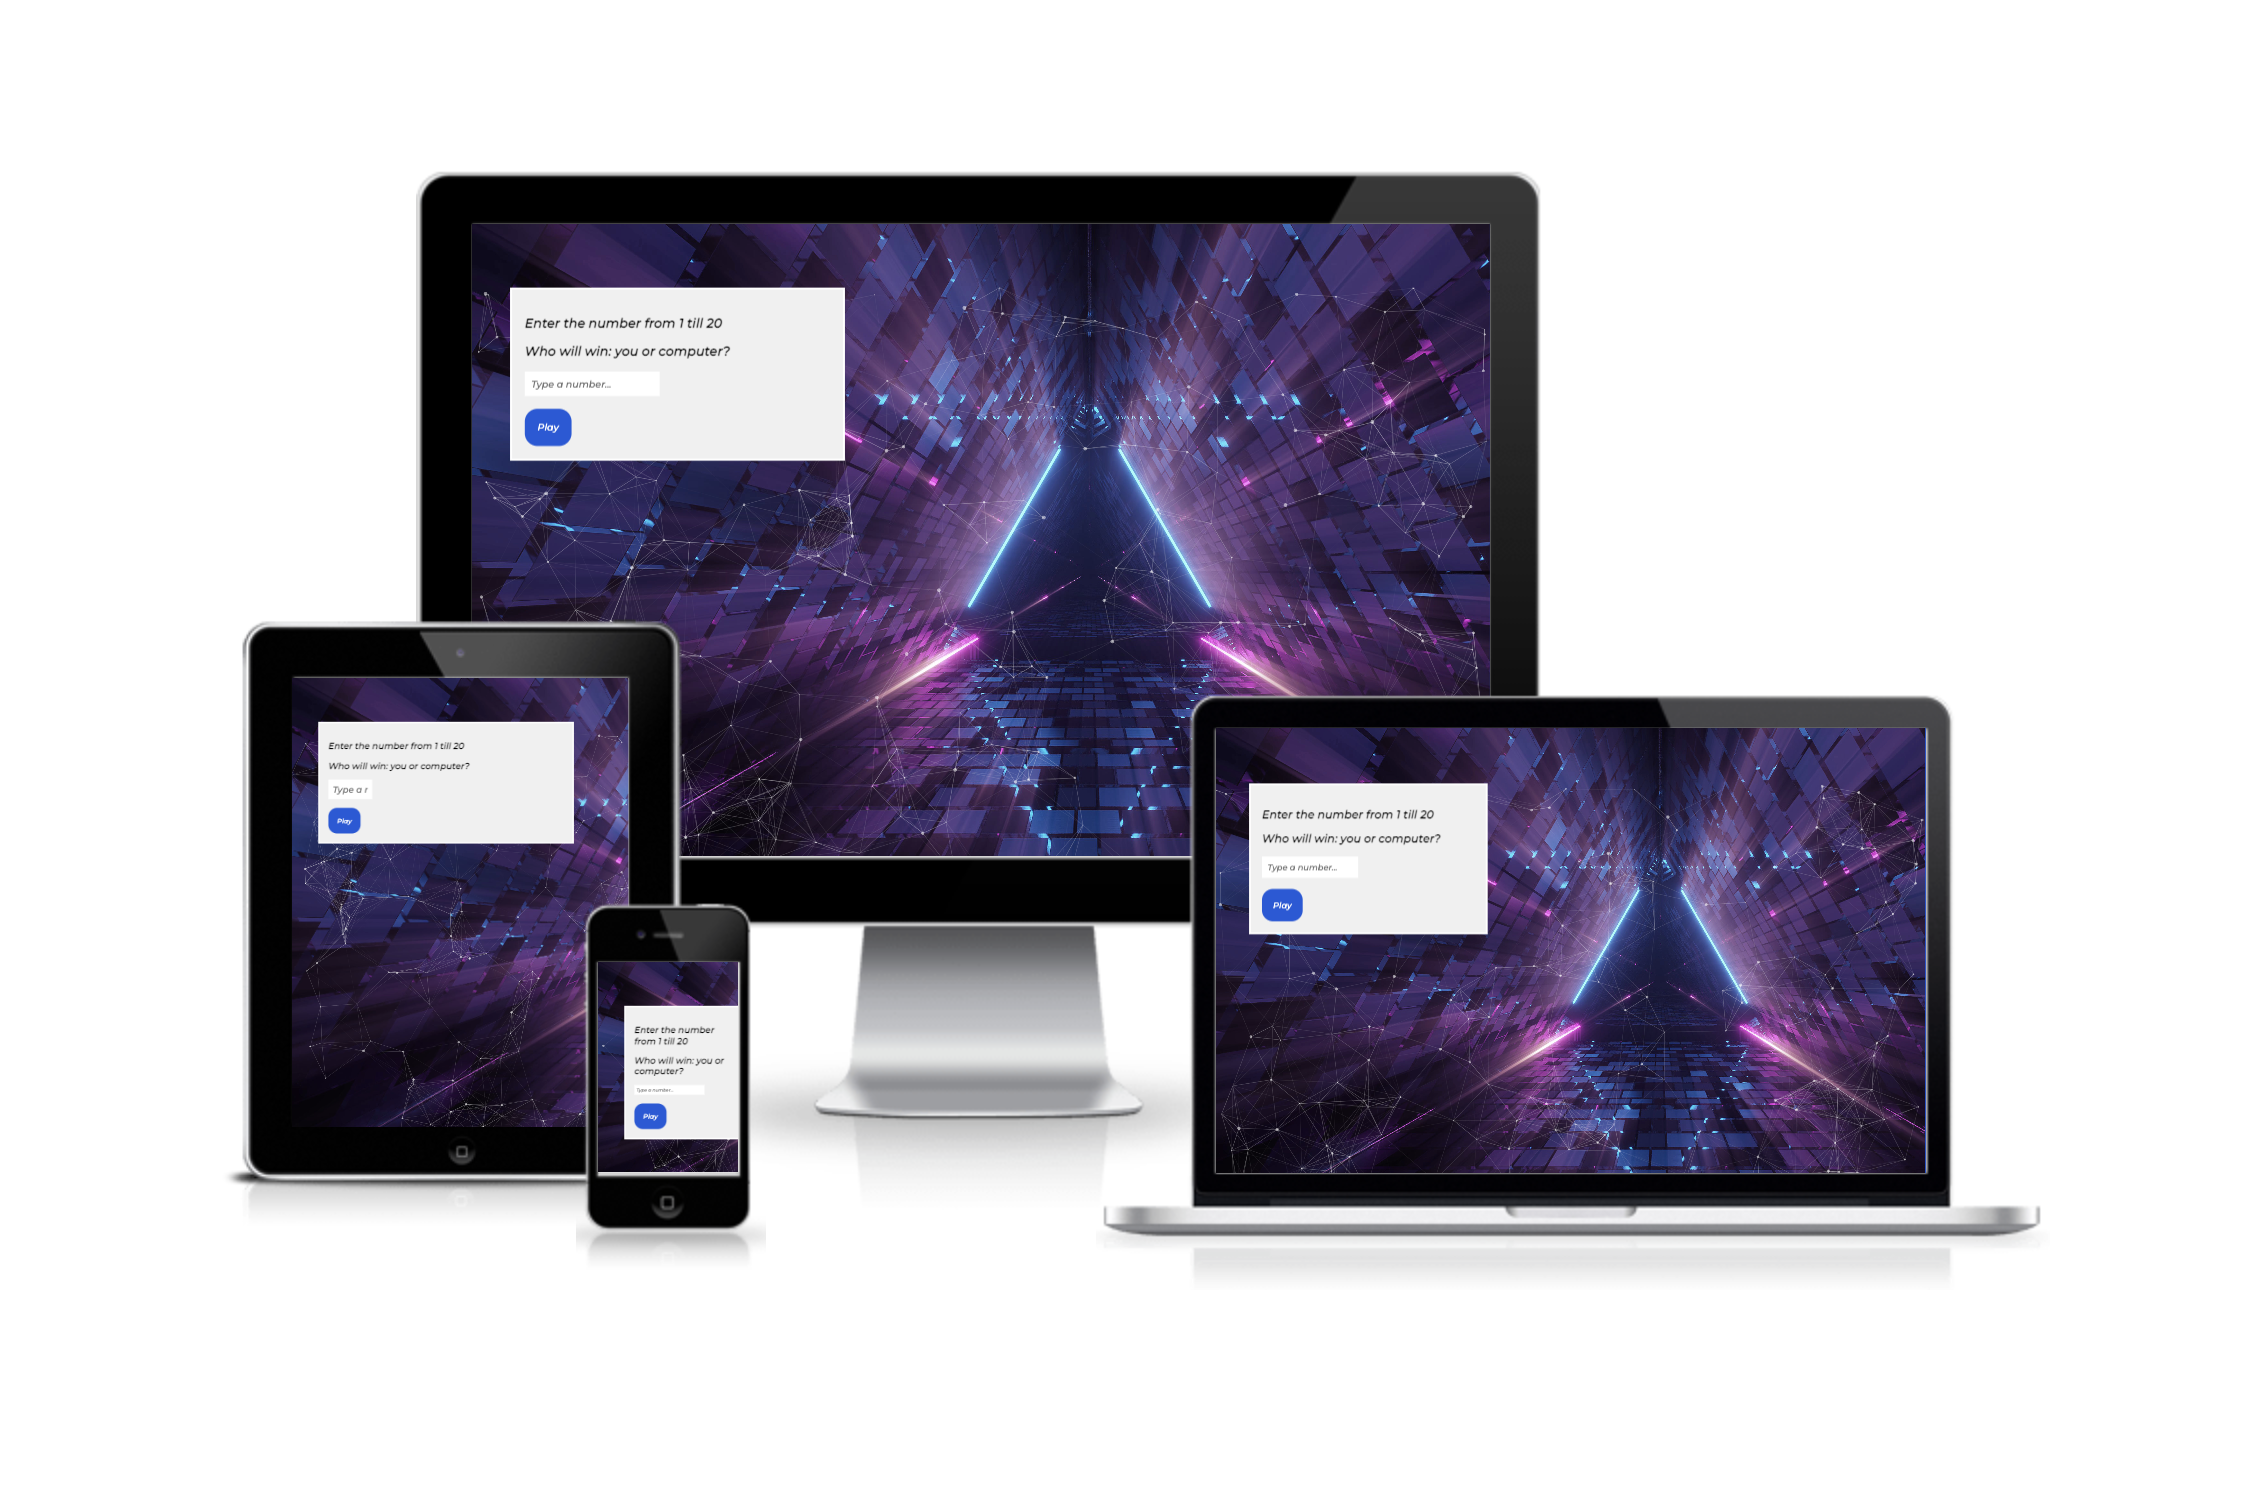 Enter the number from 1 till 20
Who will win: you or computer?
Type a number...
Play
Enter the number from 1 till 20
Who will win: you or computer?
Type a r
Play
Enter the number
from 1 till 20
Who will win: you or
computer?
Type a number...
Play
Enter the number from 1 till 20
Who will win: you or computer?
Type a number...
Play